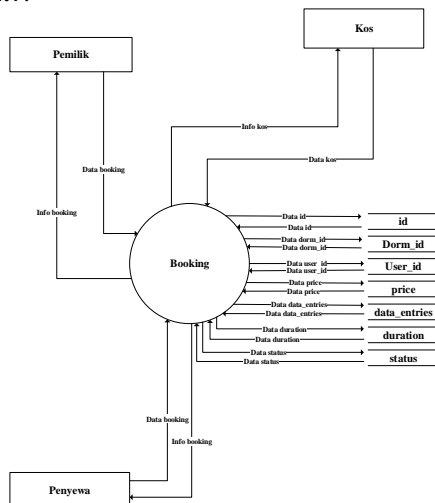 Kos
Pemilik
Info kos
Data booking
Data kos
Info booking
Data id
Data id
id
Data dorm_id
Data dorm_id
Dorm_id
Booking
Data user_id
Data user_id
User_id
Data price
Data price
price
Data data_entries
Data data_entries
data_entries
Data duration
Data duration
duration
Data status
Data status
status
Data booking
Info booking
Penyewa